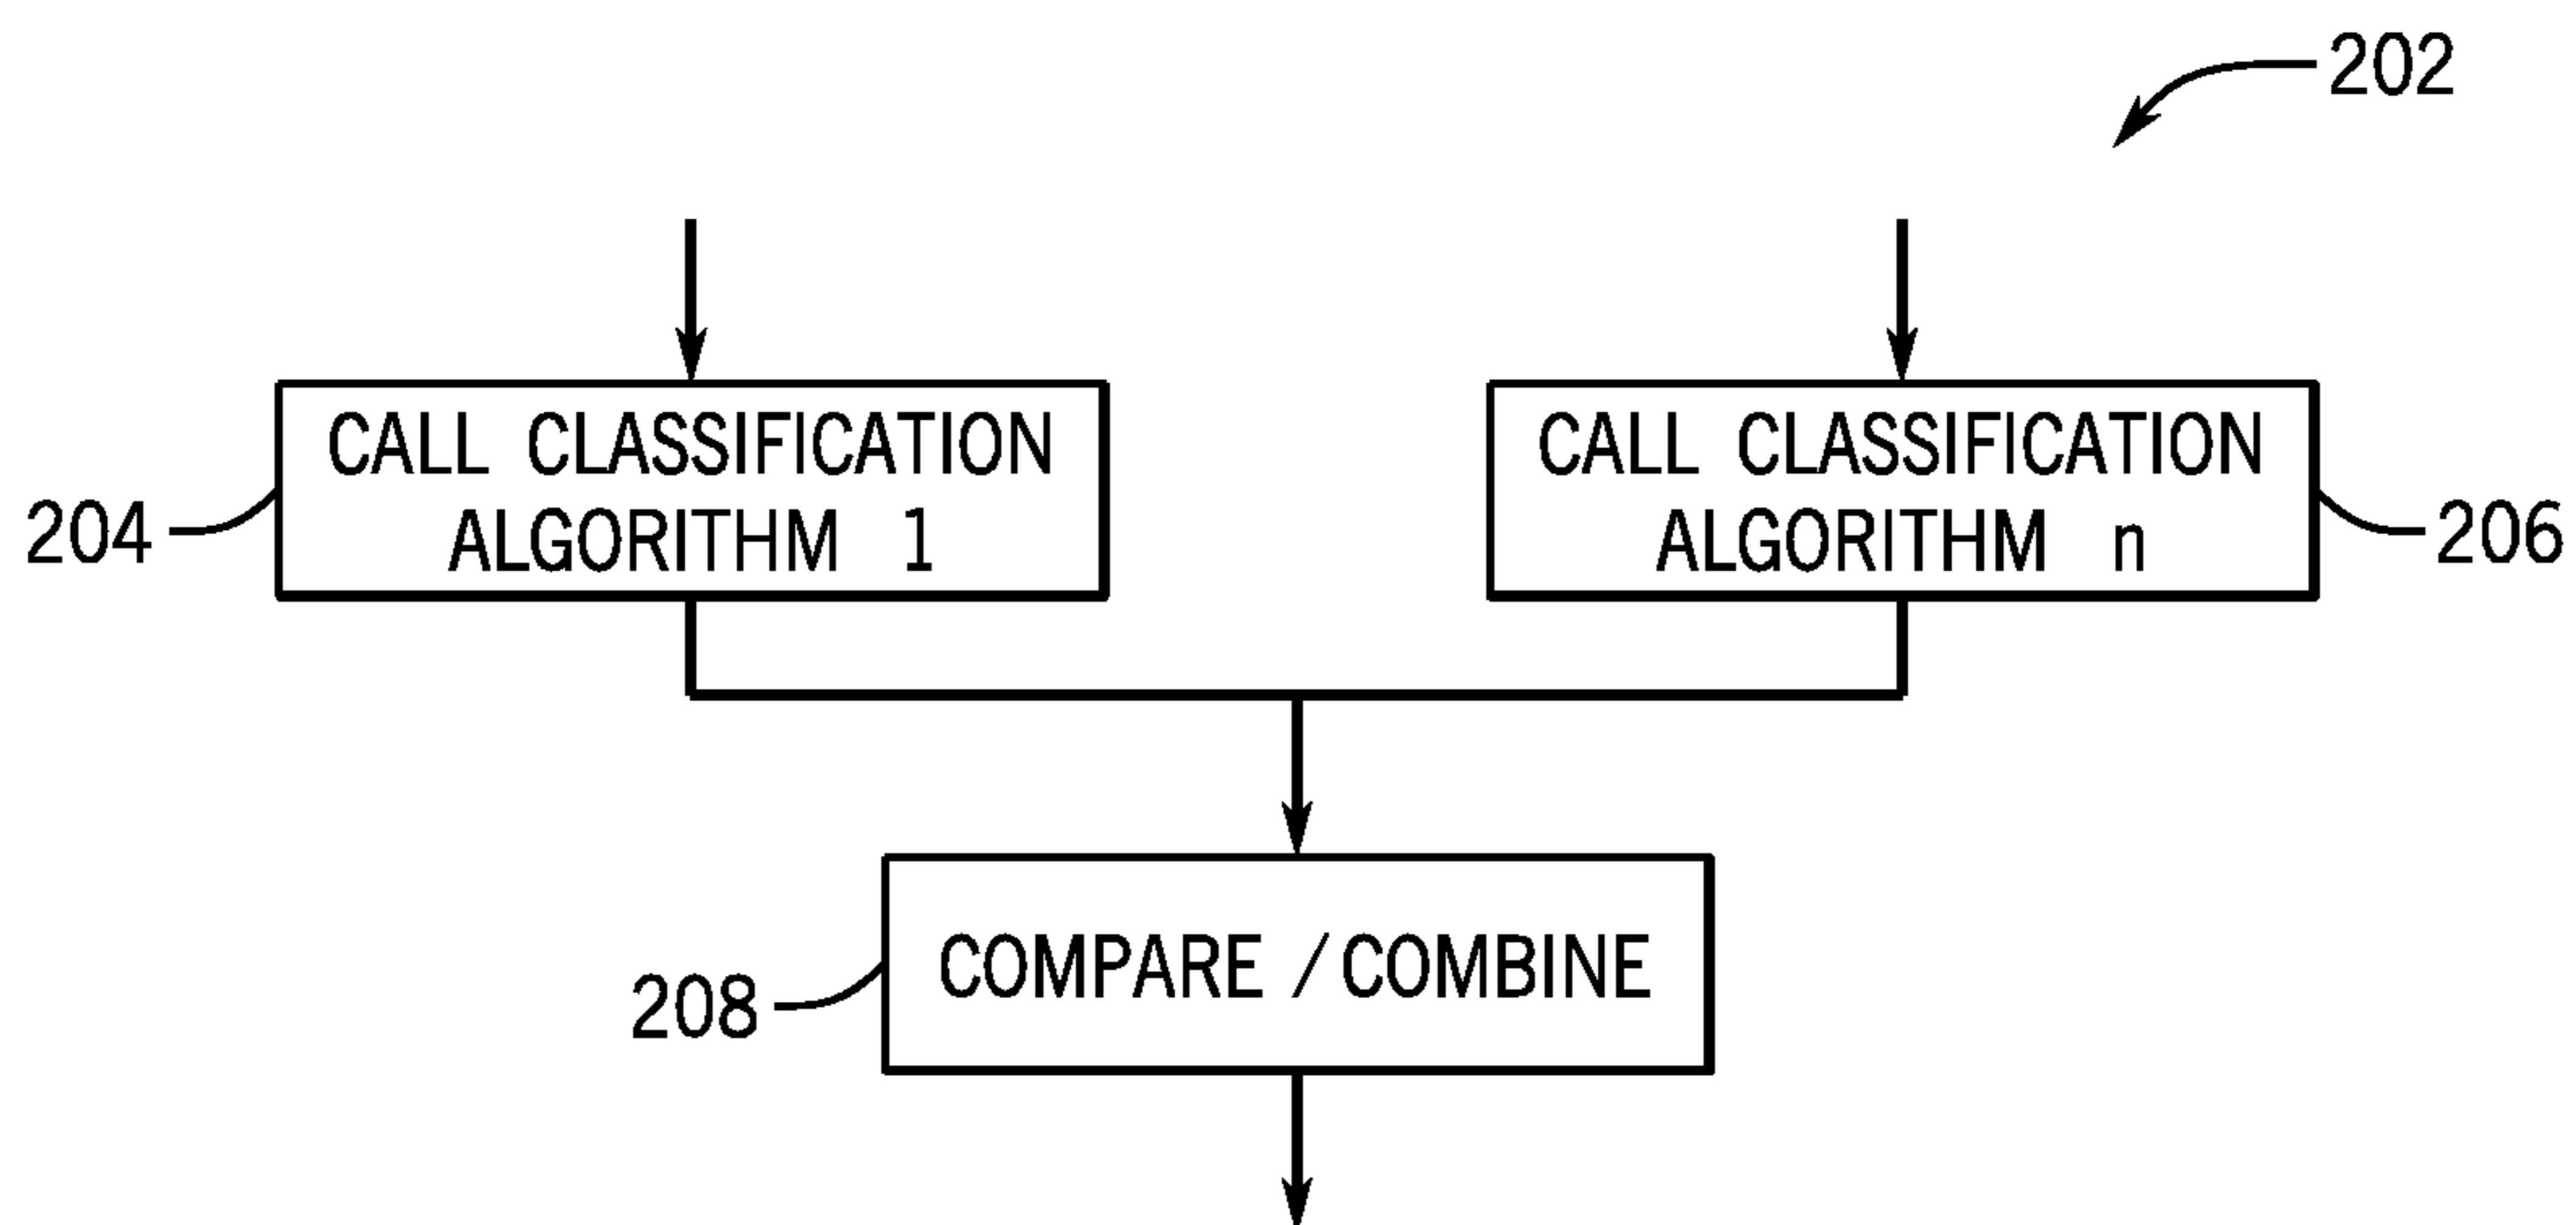 202
CALL CLASSIFICATION
ALGORITHM 1
204
CALL CLASSIFICATION
ALGORITHM n
206
COMPARE / COMBINE
208